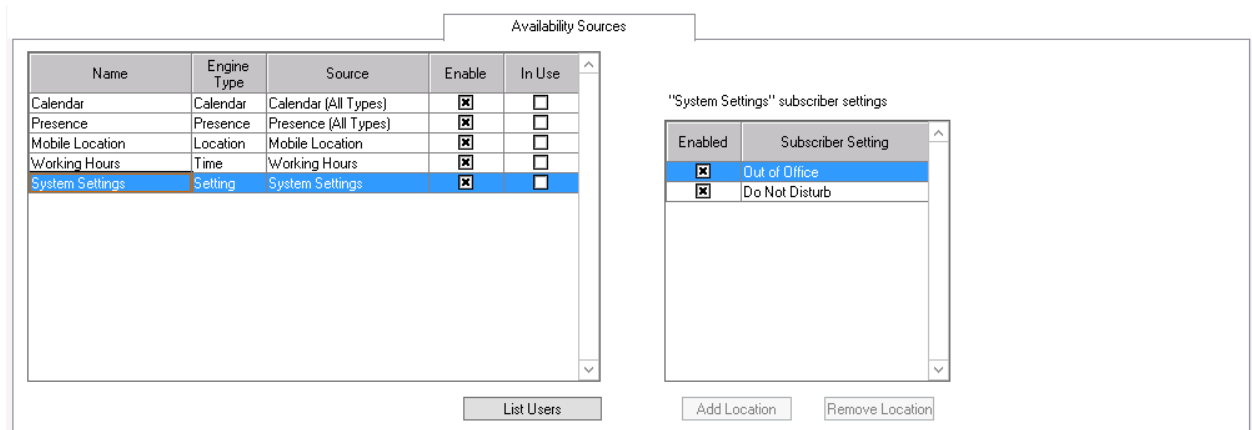 Availability Sources
Name Engine Type Source Enable In Use
Calendar Calendar Calendar (All Types)
Presence Presence Presence (All Types)
Mobile Location Location Mobile Location
Working Hours Time Working Hours
System Settings Setting System Settings
"System Settings" subscriber settings
Enabled Subscriber Setting
Out of Office
Do Not Disturb
List Users Add Location Remove Location